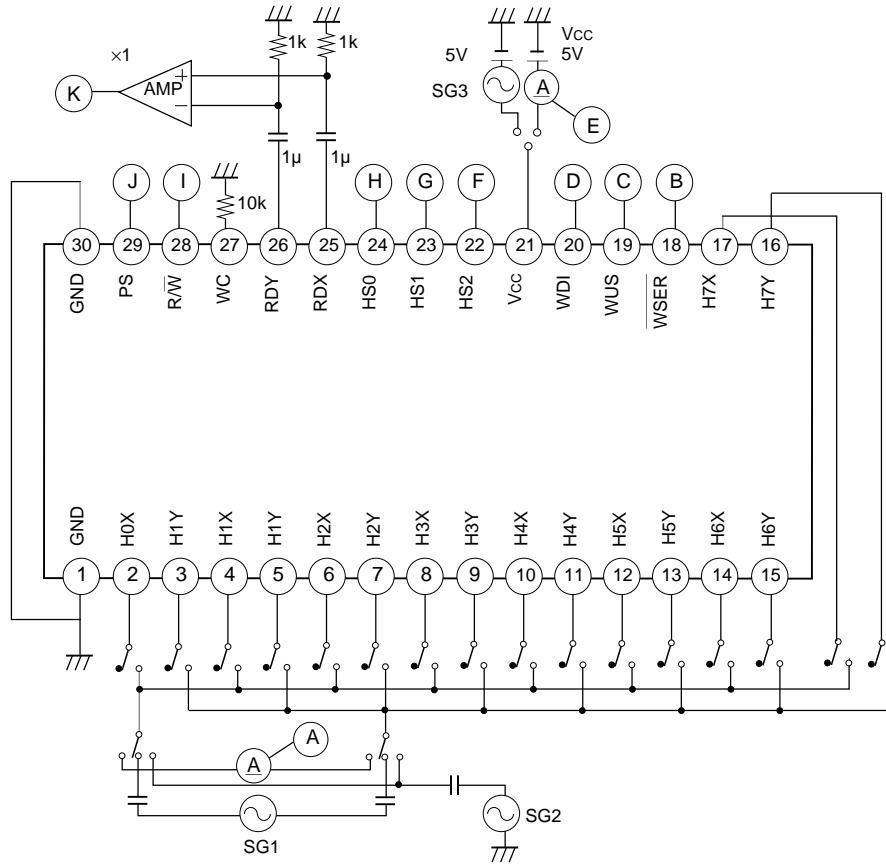 ×1
1k
1k
5V
VCC
5V
K
AMP
+
−
SG3
A
E
1μ
1μ
J
I
10k
H
G
F
D
C
B
30
29
28
27
26
25
24
23
22
21
20
19
18
17
16
GND
PS
R/W
WC
RDY
RDX
HS0
HS1
HS2
VCC
WDI
WUS
WSER
H7X
H7Y
GND
H0X
H1Y
H1X
H1Y
H2X
H2Y
H3X
H3Y
H4X
H4Y
H5X
H5Y
H6X
H6Y
1
2
3
4
5
6
7
8
9
10
11
12
13
14
15
A
A
SG1
SG2